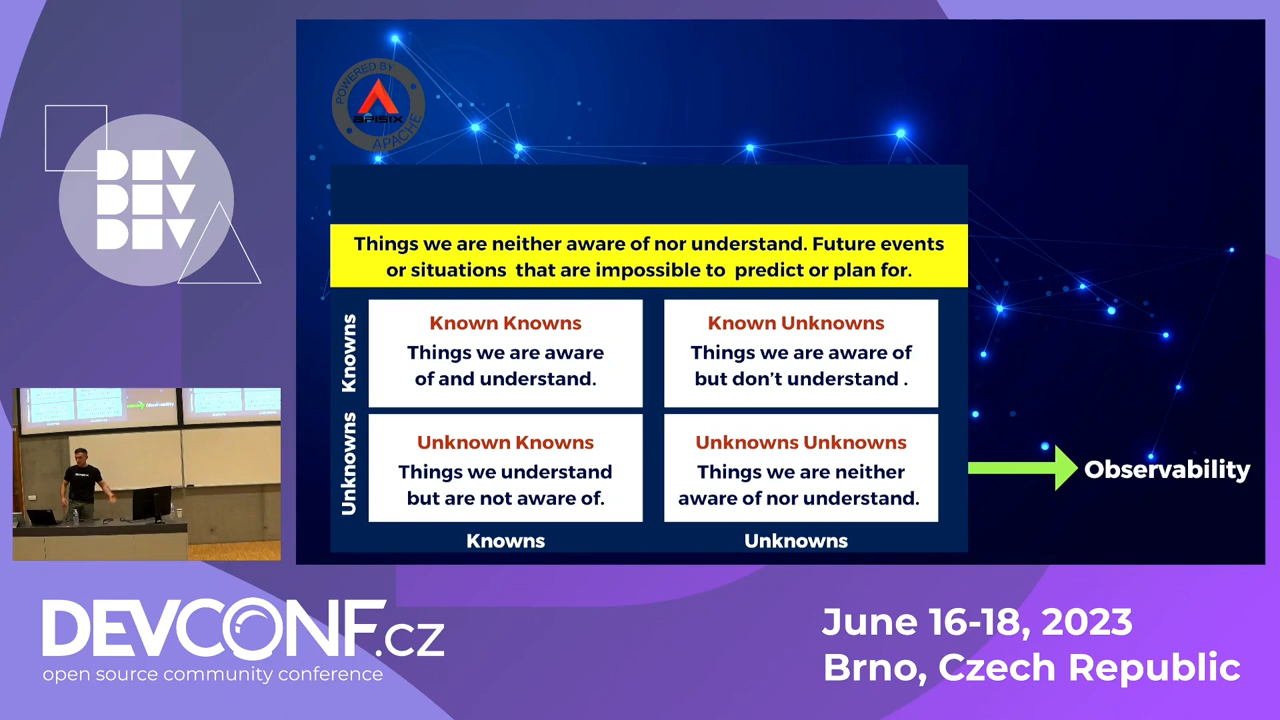 DEV
DEV
DEV
POWERED BY
APISIX
APACHE
Things we are neither aware of nor understand. Future events
or situations that are impossible to predict or plan for.
Knowns
Known Knowns
Things we are aware
of and understand.
Known Unknowns
Things we are aware of
but don’t understand .
Unknowns
Unknown Knowns
Things we understand
but are not aware of.
Unknowns Unknowns
Things we are neither
aware of nor understand.
Observability
Knowns
Unknowns
DEVCONF.cz
open source community conference
June 16-18, 2023
Brno, Czech Republic